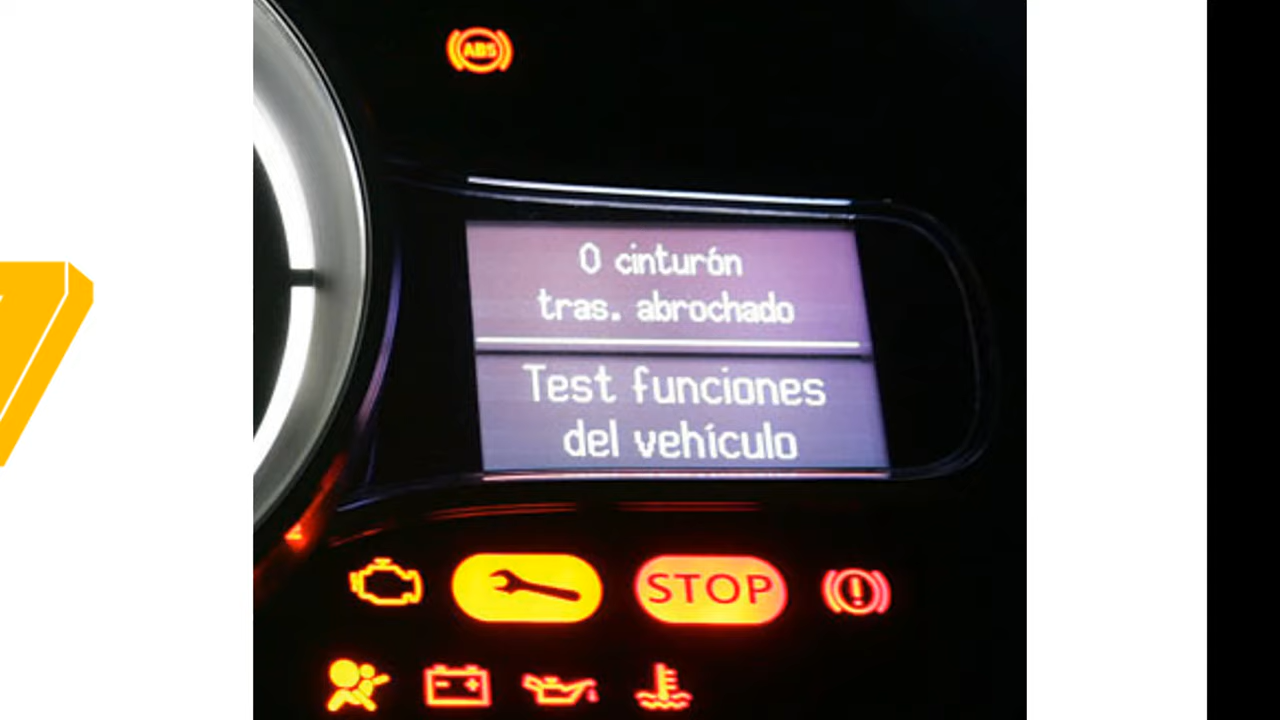 ABS
0 cinturón
tras. abrochado
Test funciones
del vehículo
STOP